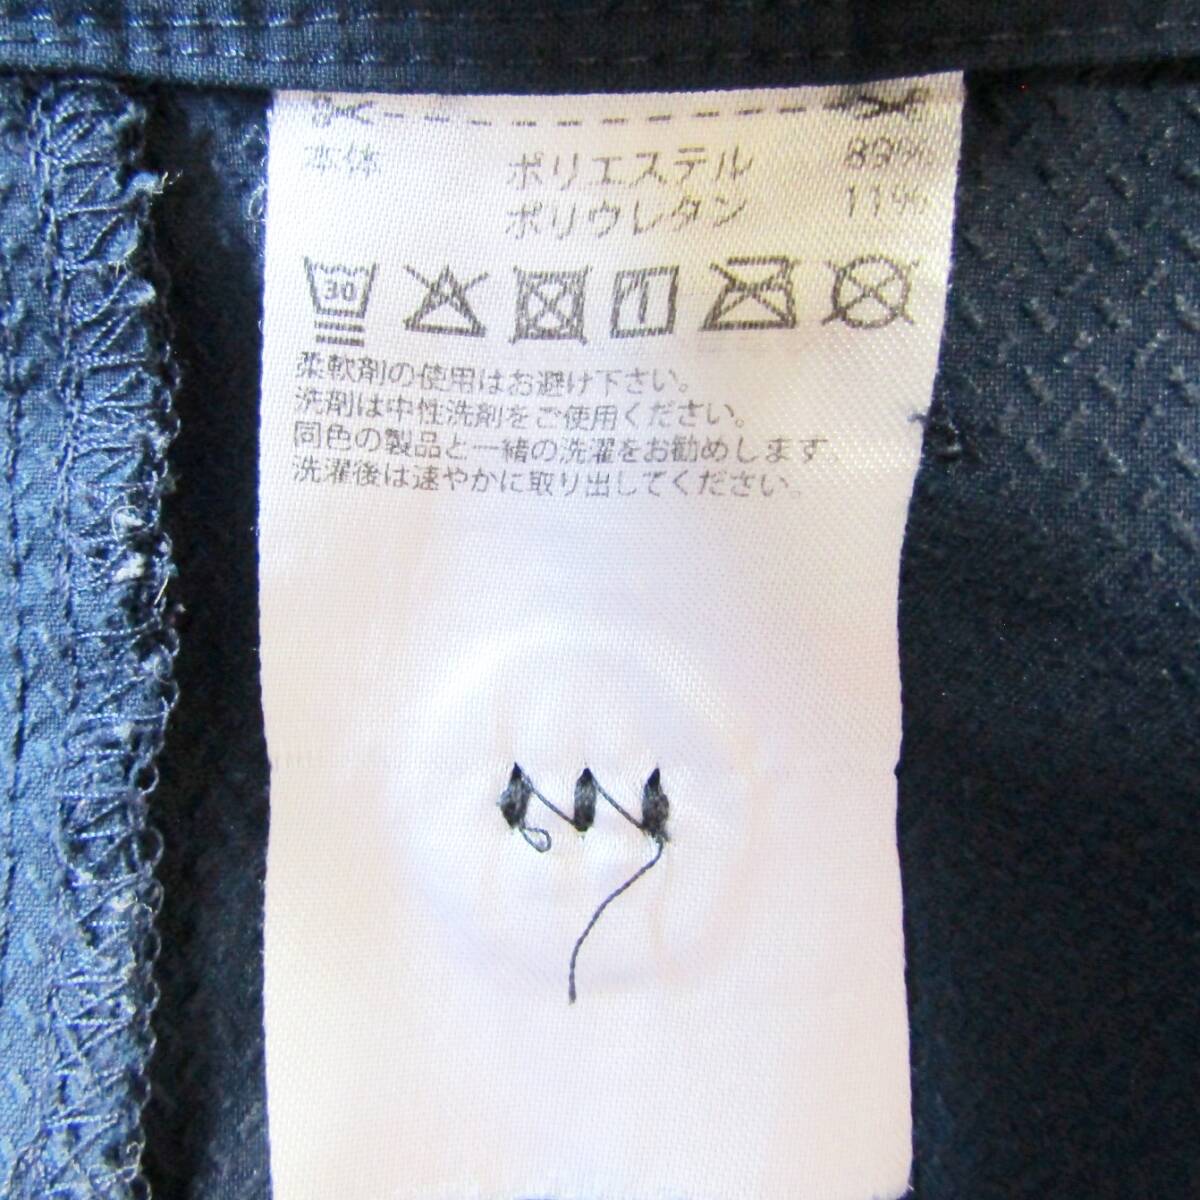 本体 ポリエステル 89%
ポリウレタン 11%
30
柔軟剤の使用はお避け下さい。
洗剤は中性洗剤をご使用ください。
同色の製品と一緒の洗濯をお勧めします。
洗濯後は速やかに取り出してください。